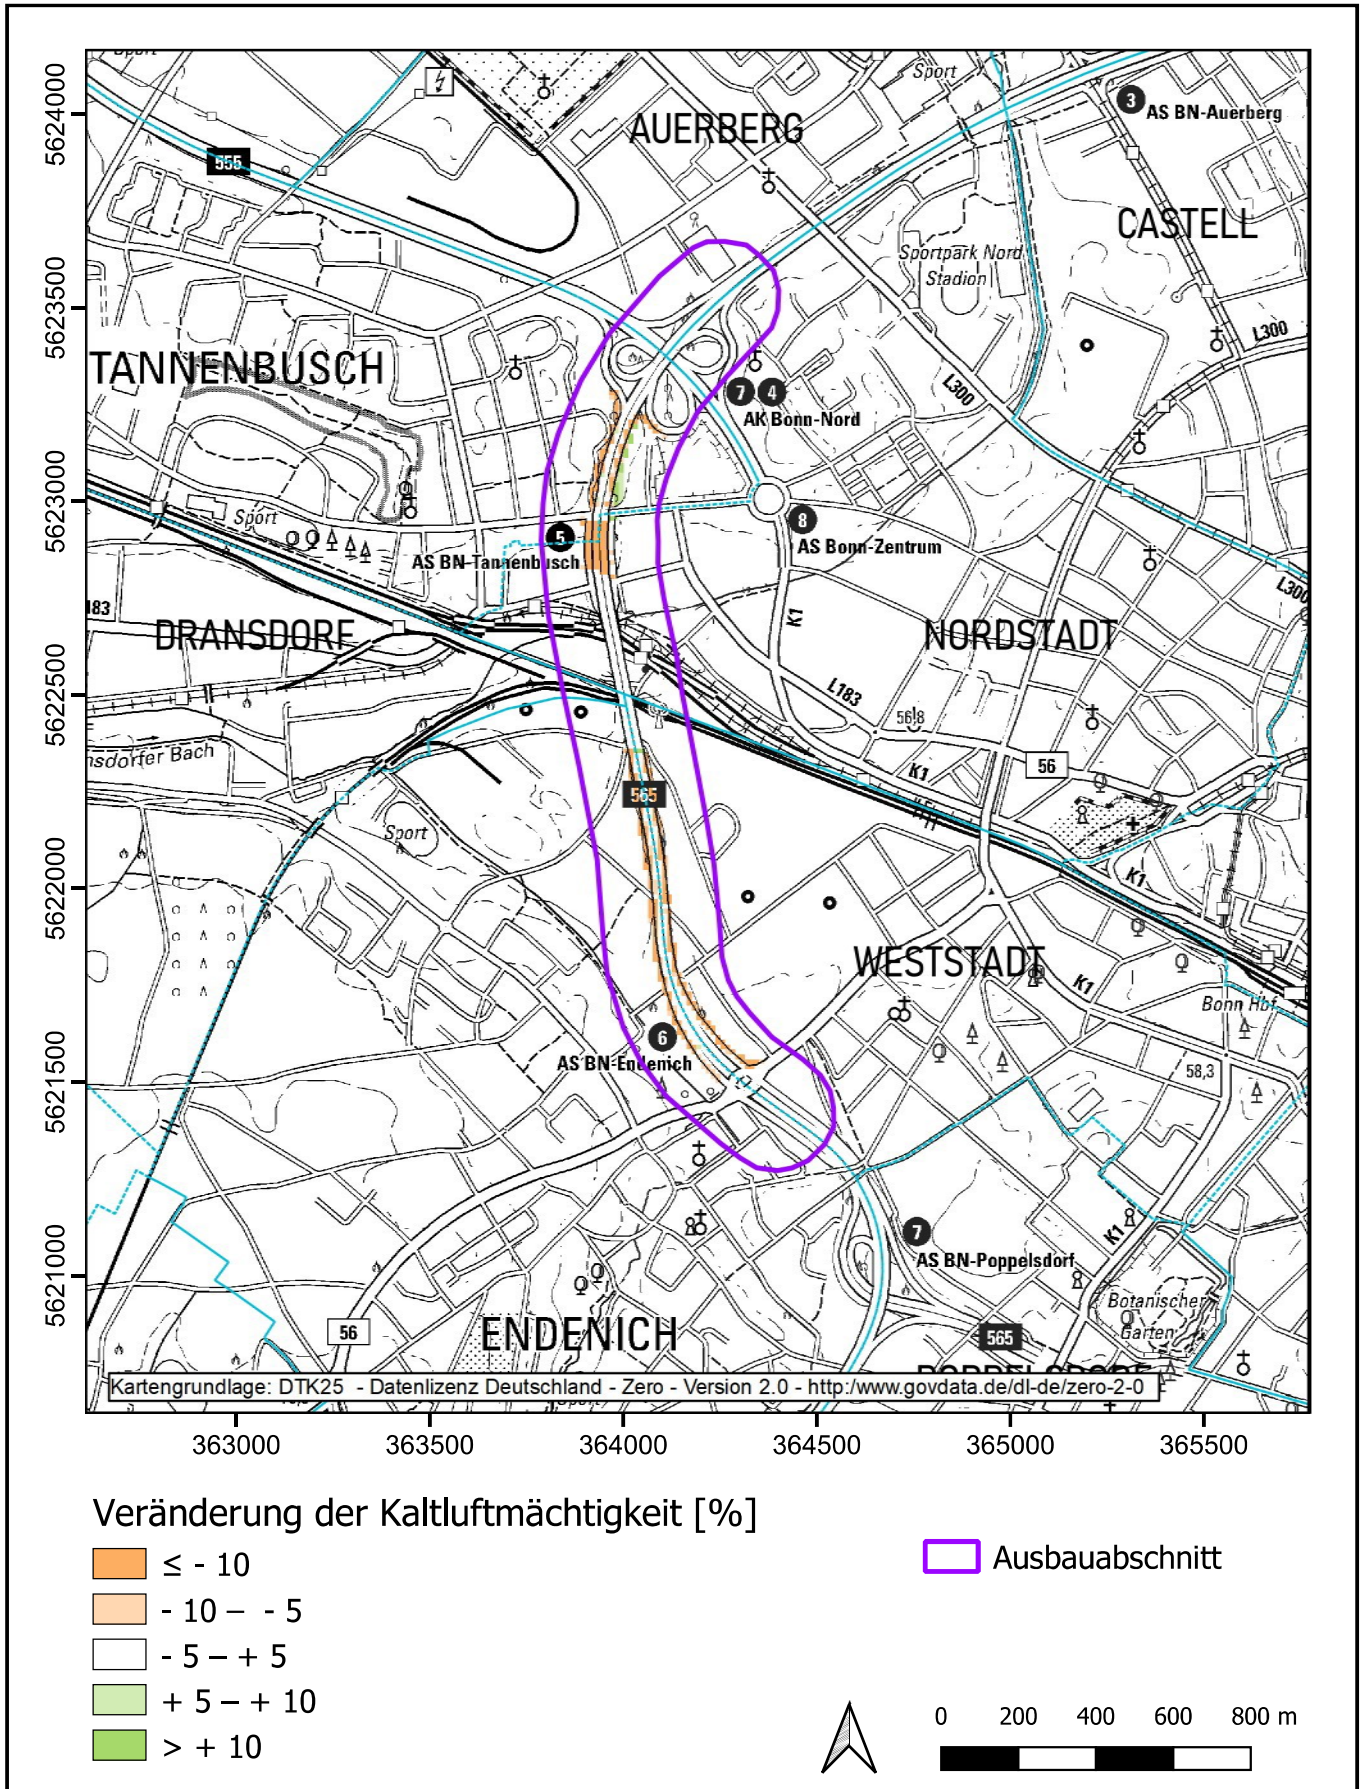 Sport
5624000
555
AUERBERG
Sport
3
AS BN-Auerberg
CASTELL
Sportpark Nord
Stadion
5623500
L300
TANNENBUSCH
L300
7 4
AK Bonn-Nord
5623000
Sport
5
AS BN-Tannenbusch
8
AS Bonn-Zentrum
L300
183
DRANSDORF
K1
NORDSTADT
5622500
L183
56,8
nsdorfer Bach
K1
56
565
Sport
5622000
K1
WESTSTADT
K1
Bonn Hbf
6
AS BN-Endenich
5621500
58,3
7
AS BN-Poppelsdorf
K1
5621000
Botanischer
Garten
56
ENDENICH
565
Kartengrundlage: DTK25 - Datenlizenz Deutschland - Zero - Version 2.0 - http:/www.govdata.de/dl-de/zero-2-0
363000 363500 364000 364500 365000 365500
Veränderung der Kaltluftmächtigkeit [%]
≤ - 10
- 10 – - 5
- 5 – + 5
+ 5 – + 10
> + 10
Ausbauabschnitt
0 200 400 600 800 m